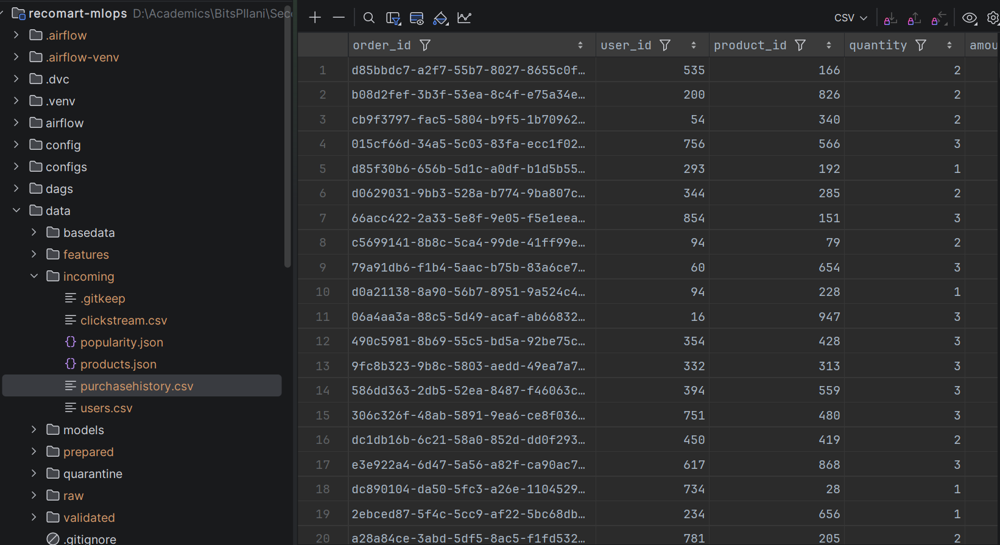 recomart-mlops D:\Academics\BitsPIlani\Sec
.airflow
.airflow-venv
.dvc
.venv
airflow
config
configs
dags
data
basedata
features
incoming
.gitkeep
clickstream.csv
popularity.json
products.json
purchasehistory.csv
users.csv
models
prepared
quarantine
raw
validated
.gitignore
CSV
order_id user_id product_id quantity amou
1 d85bbdc7-a2f7-55b7-8027-8655c0f… 535 166 2
2 b08d2fef-3b3f-53ea-8c4f-e75a34e… 200 826 2
3 cb9f3797-fac5-5804-b9f5-1b70962… 54 340 2
4 015cf66d-34a5-5c03-83fa-ecc1f02… 756 566 3
5 d85f30b6-656b-5d1c-a0df-b1d5b55… 293 192 1
6 d0629031-9bb3-528a-b774-9ba807c… 344 285 2
7 66acc422-2a33-5e8f-9e05-f5e1eea… 854 151 3
8 c5699141-8b8c-5ca4-99de-41ff99e… 94 79 2
9 79a91db6-f1b4-5aac-b75b-83a6ce7… 60 654 3
10 d0a21138-8a90-56b7-8951-9a524c4… 94 228 1
11 06a4aa3a-88c5-5d49-acaf-ab66832… 16 947 3
12 490c5981-8b69-55c5-bd5a-92be75c… 354 428 3
13 9fc8b323-9b8c-5803-aedd-49ea7a7… 332 313 3
14 586dd363-2db5-52ea-8487-f46063c… 394 559 3
15 306c326f-48ab-5891-9ea6-ce8f036… 751 480 3
16 dc1db16b-6c21-58a0-852d-dd0f293… 450 419 2
17 e3e922a4-6d47-5a56-a82f-ca90ac7… 617 868 3
18 dc890104-da50-5fc3-a26e-1104529… 734 28 1
19 2ebced87-5f4c-5cc9-af22-5bc68db… 234 656 1
20 a28a84ce-3abd-5df5-8ac5-f1fd532… 781 205 2